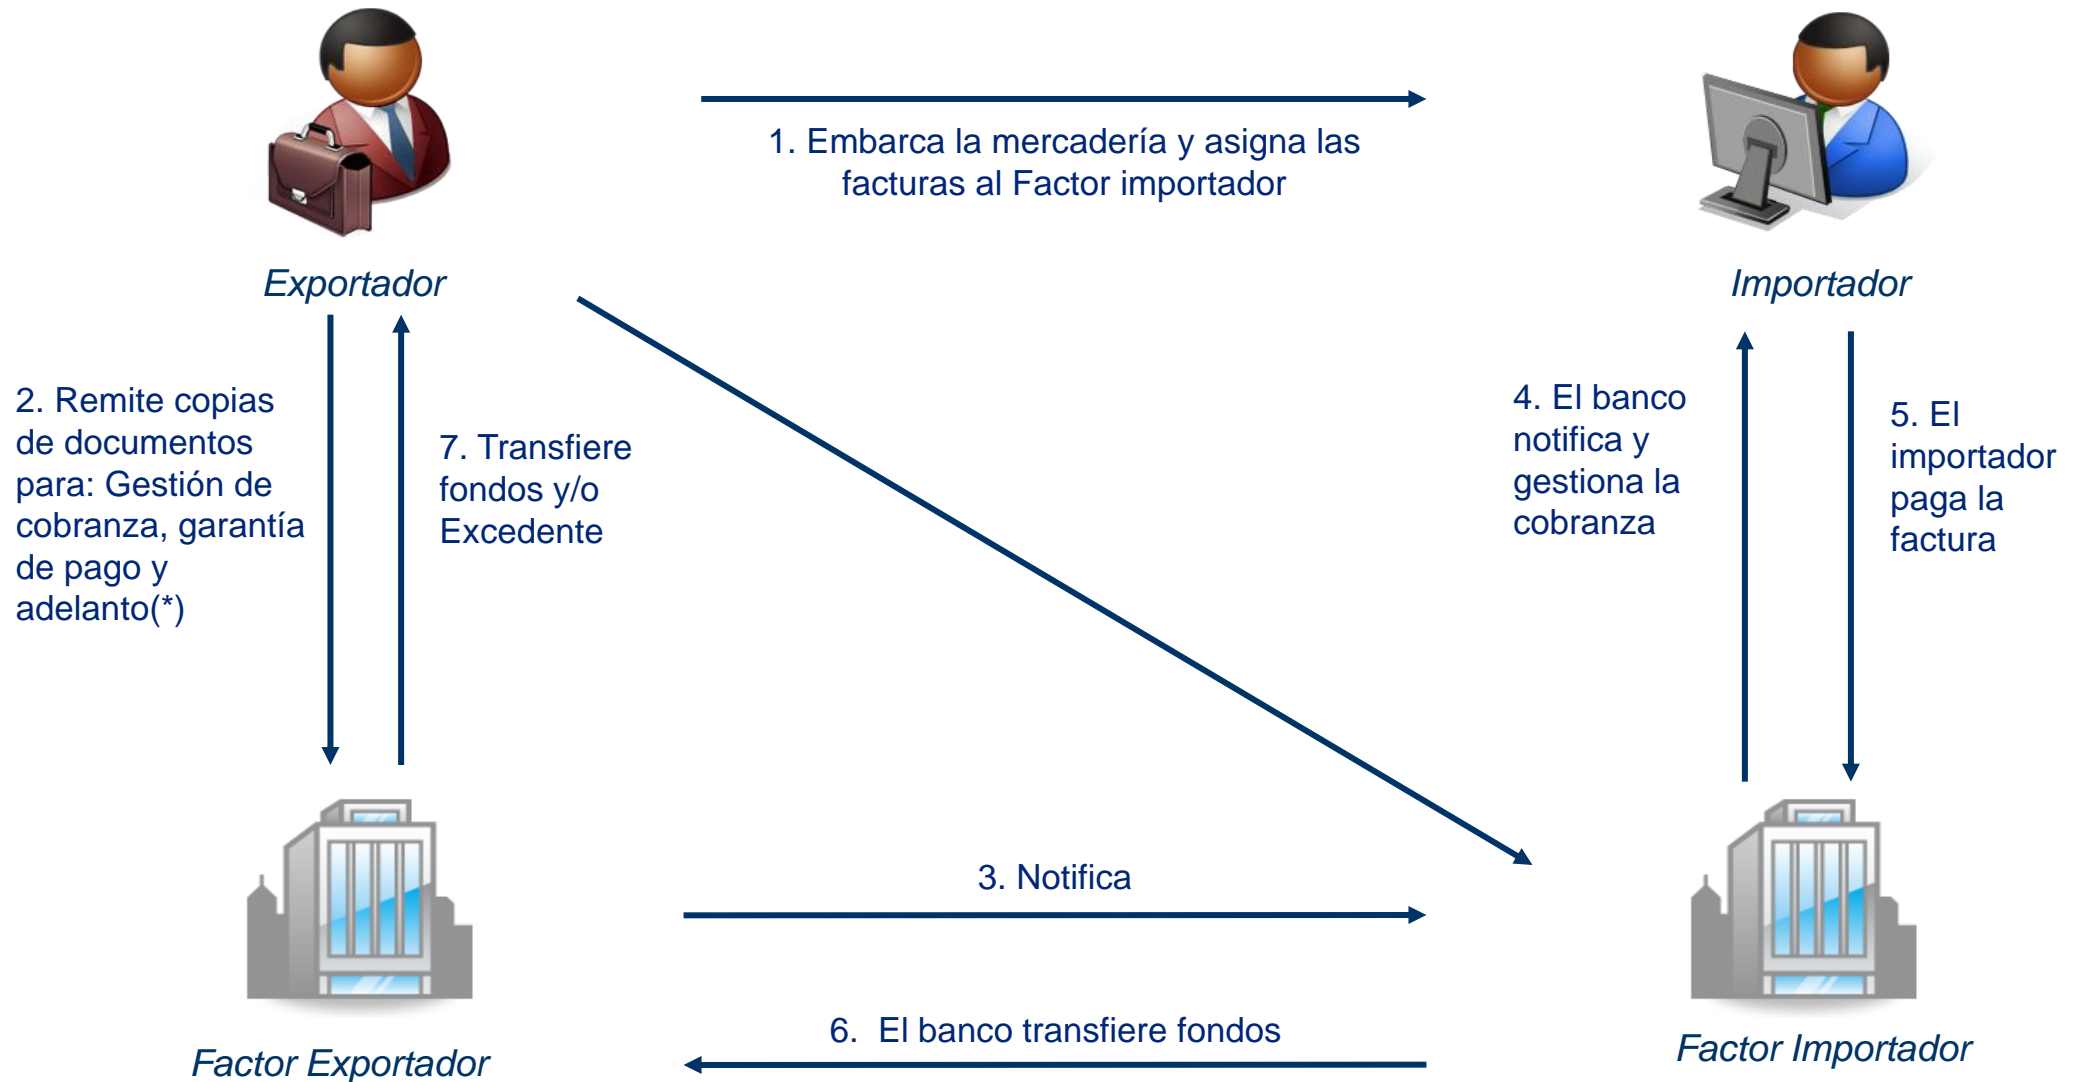 1. Embarca la mercadería y asigna las
facturas al Factor importador
Exportador
Importador
2. Remite copias
de documentos
para: Gestión de
cobranza, garantía
de pago y
adelanto(*)
7. Transfiere
fondos y/o
Excedente
4. El banco
notifica y
gestiona la
cobranza
5. El
importador
paga la
factura
3. Notifica
6. El banco transfiere fondos
Factor Exportador
Factor Importador